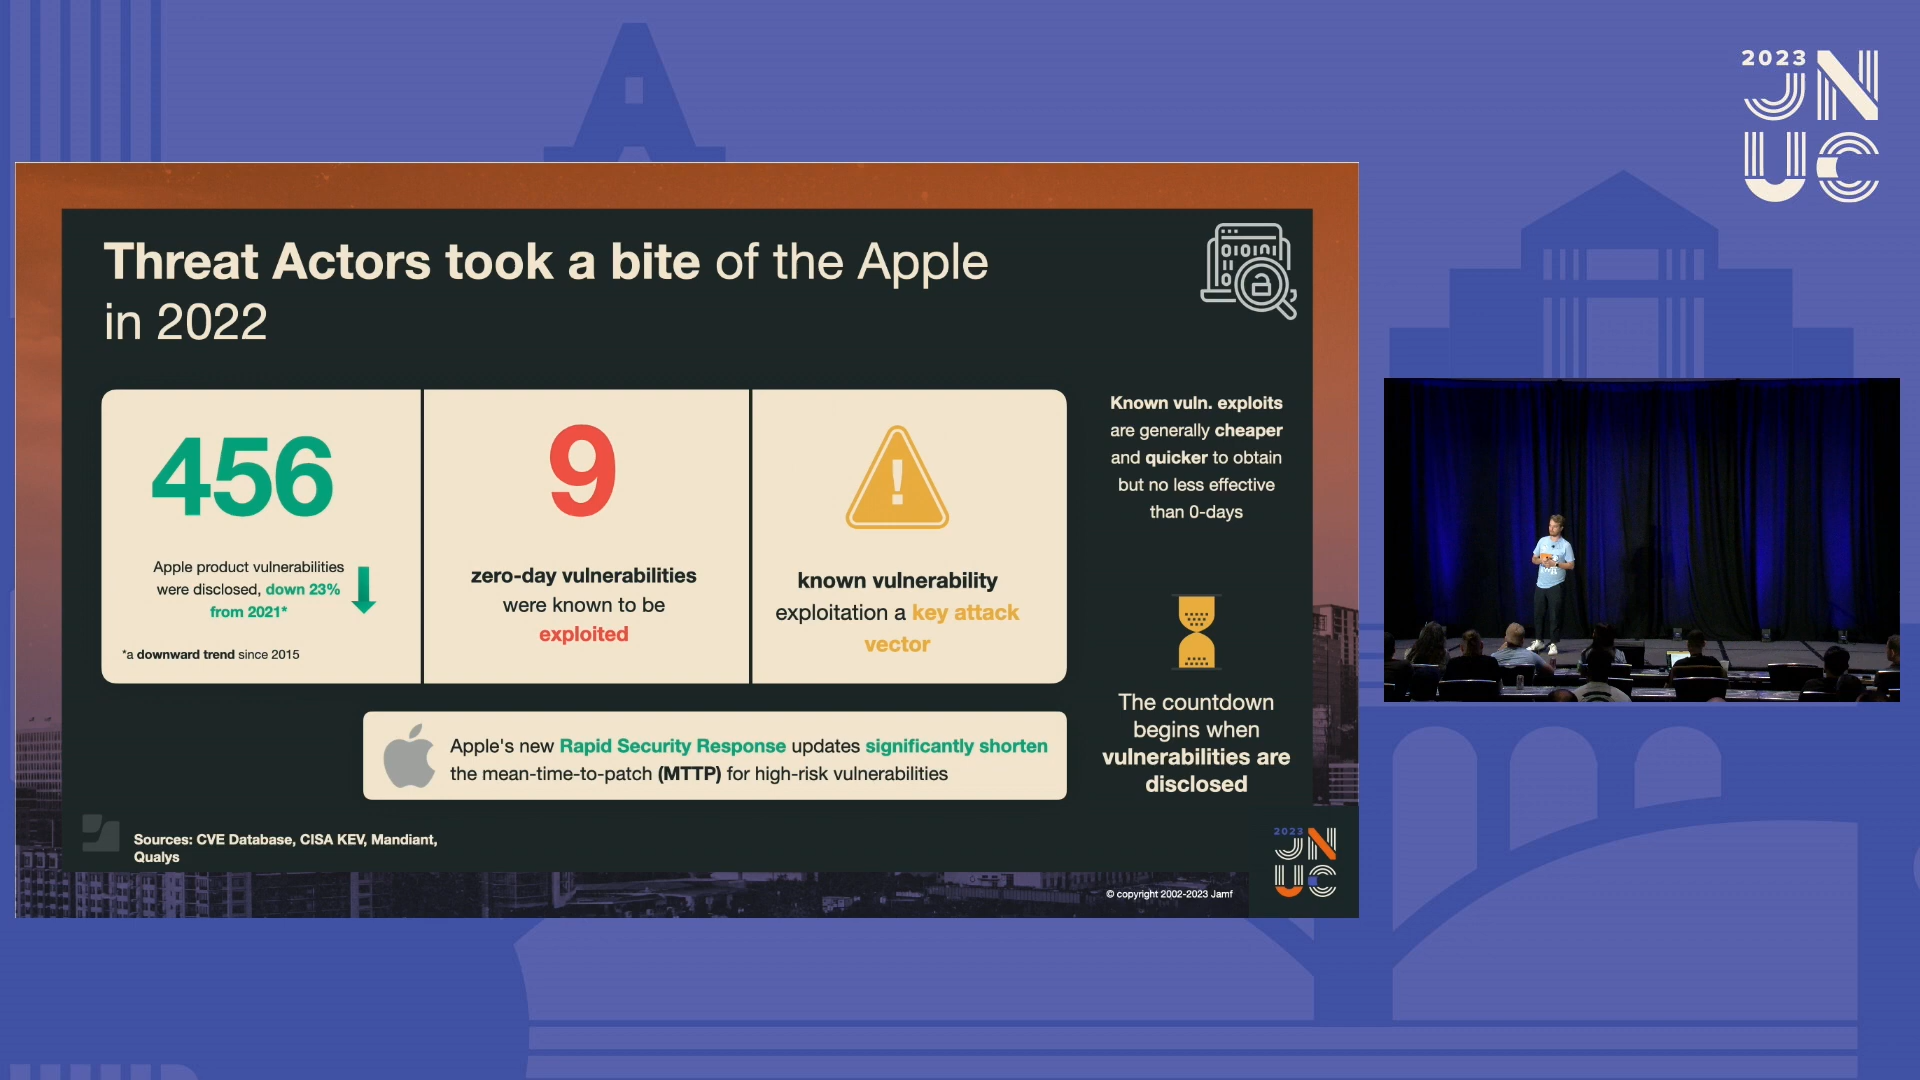 2023
JN
UC
Threat Actors took a bite of the Apple
in 2022
456
Apple product vulnerabilities
were disclosed, down 23%
from 2021*
*a downward trend since 2015
9
zero-day vulnerabilities
were known to be
exploited
!
known vulnerability
exploitation a key attack
vector
Known vuln. exploits
are generally cheaper
and quicker to obtain
but no less effective
than 0-days
The countdown
begins when
vulnerabilities are
disclosed
Apple's new Rapid Security Response updates significantly shorten
the mean-time-to-patch (MTTP) for high-risk vulnerabilities
Sources: CVE Database, CISA KEV, Mandiant,
Qualys
2023
JN
UC
© copyright 2002-2023 Jamf